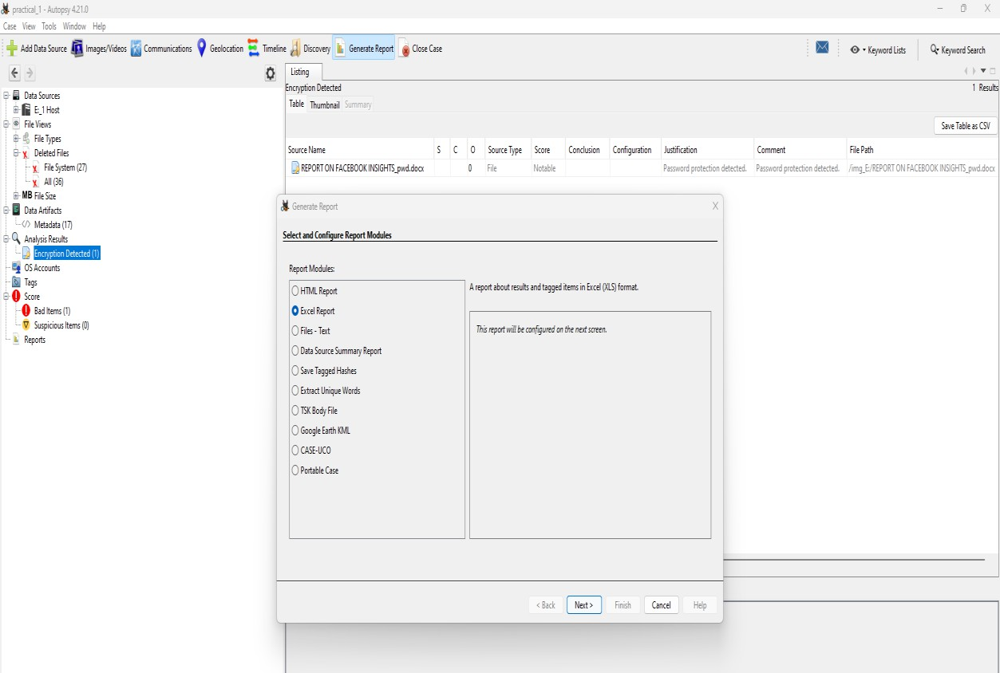 practical_1 - Autopsy 4.21.0
Case View Tools Window Help
Add Data Source Images/Videos Communications Geolocation Timeline Discovery Generate Report Close Case Keyword Lists Keyword Search
Listing
Encryption Detected 1 Results
Table Thumbnail Summary
Save Table as CSV
Source Name S C O Source Type Score Conclusion Configuration Justification Comment File Path
REPORT ON FACEBOOK INSIGHTS_pwd.docx 0 File Notable Password protection detected. Password protection detected. /img_E:/REPORT ON FACEBOOK INSIGHTS_pwd.docx
Data Sources
E:_1 Host
File Views
File Types
Deleted Files
File System (27)
All (36)
MB File Size
Data Artifacts
Metadata (17)
Analysis Results
Encryption Detected (1)
OS Accounts
Tags
Score
Bad Items (1)
Suspicious Items (0)
Reports
Generate Report X
Select and Configure Report Modules
Report Modules:
HTML Report
Excel Report
Files - Text
Data Source Summary Report
Save Tagged Hashes
Extract Unique Words
TSK Body File
Google Earth KML
CASE-UCO
Portable Case
A report about results and tagged items in Excel (XLS) format.
This report will be configured on the next screen.
< Back Next > Finish Cancel Help